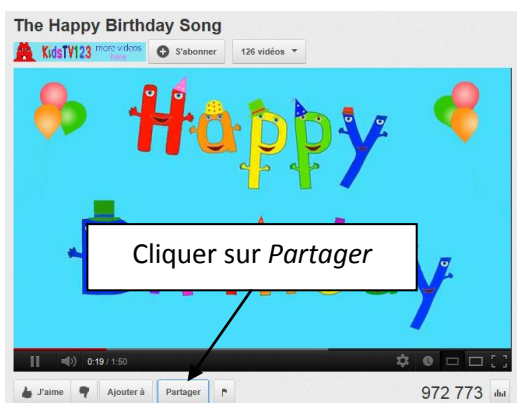 The Happy Birthday Song
KidsTV123 more videos here
S'abonner 126 vidéos
Happy
Cliquer sur Partager
0:19 / 1:50
J'aime Ajouter à Partager 972 773